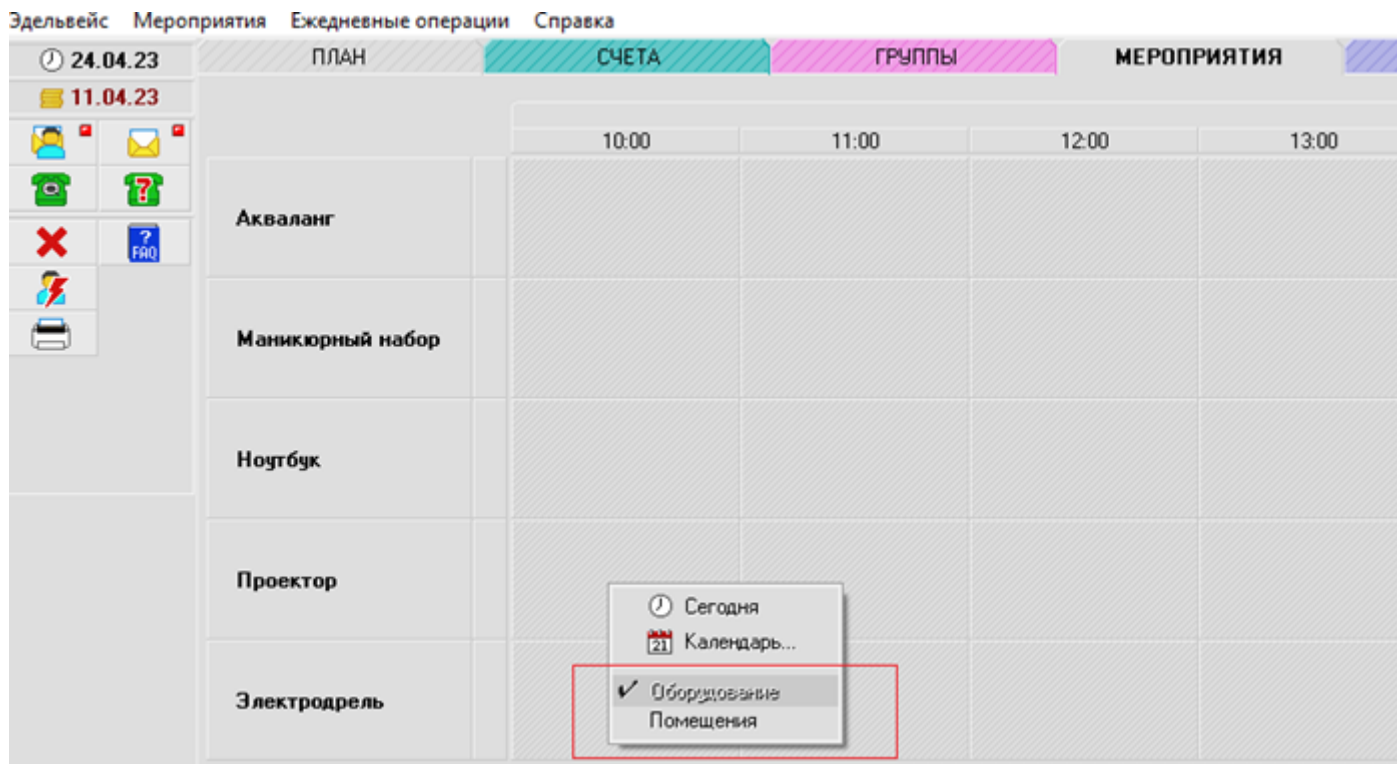 Эдельвейс Мероприятия Ежедневные операции Справка
24.04.23 ПЛАН СЧЕТА ГРУППЫ МЕРОПРИЯТИЯ
11.04.23
10:00 11:00 12:00 13:00
Акваланг
?
FAQ
Маникюрный набор
Ноутбук
Проектор
Сегодня
21 Календарь...
Электродрель
Оборудование
Помещения